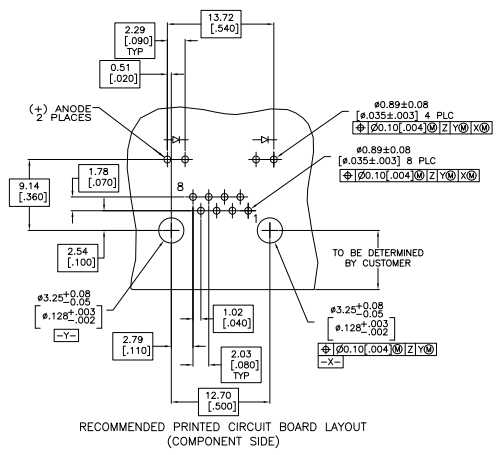 13.72
[.540]
2.29
[.090]
TYP
0.51
[.020]
(+) ANODE
2 PLACES
ø0.89±0.08
[ø.035±.003] 4 PLC
⌖ Ø0.10[.004]Ⓜ Z YⓂ XⓂ
ø0.89±0.08
[ø.035±.003] 8 PLC
⌖ Ø0.10[.004]Ⓜ Z YⓂ XⓂ
1.78
[.070]
8
9.14
[.360]
1
2.54
[.100]
TO BE DETERMINED
BY CUSTOMER
ø3.25+0.08
-0.05
[ø.128+.003
-.002]
-Y-
ø3.25+0.08
-0.05
[ø.128+.003
-.002]
⌖ Ø0.10[.004]Ⓜ Z YⓂ
-X-
1.02
[.040]
2.79
[.110]
2.03
[.080]
TYP
12.70
[.500]
RECOMMENDED PRINTED CIRCUIT BOARD LAYOUT
(COMPONENT SIDE)